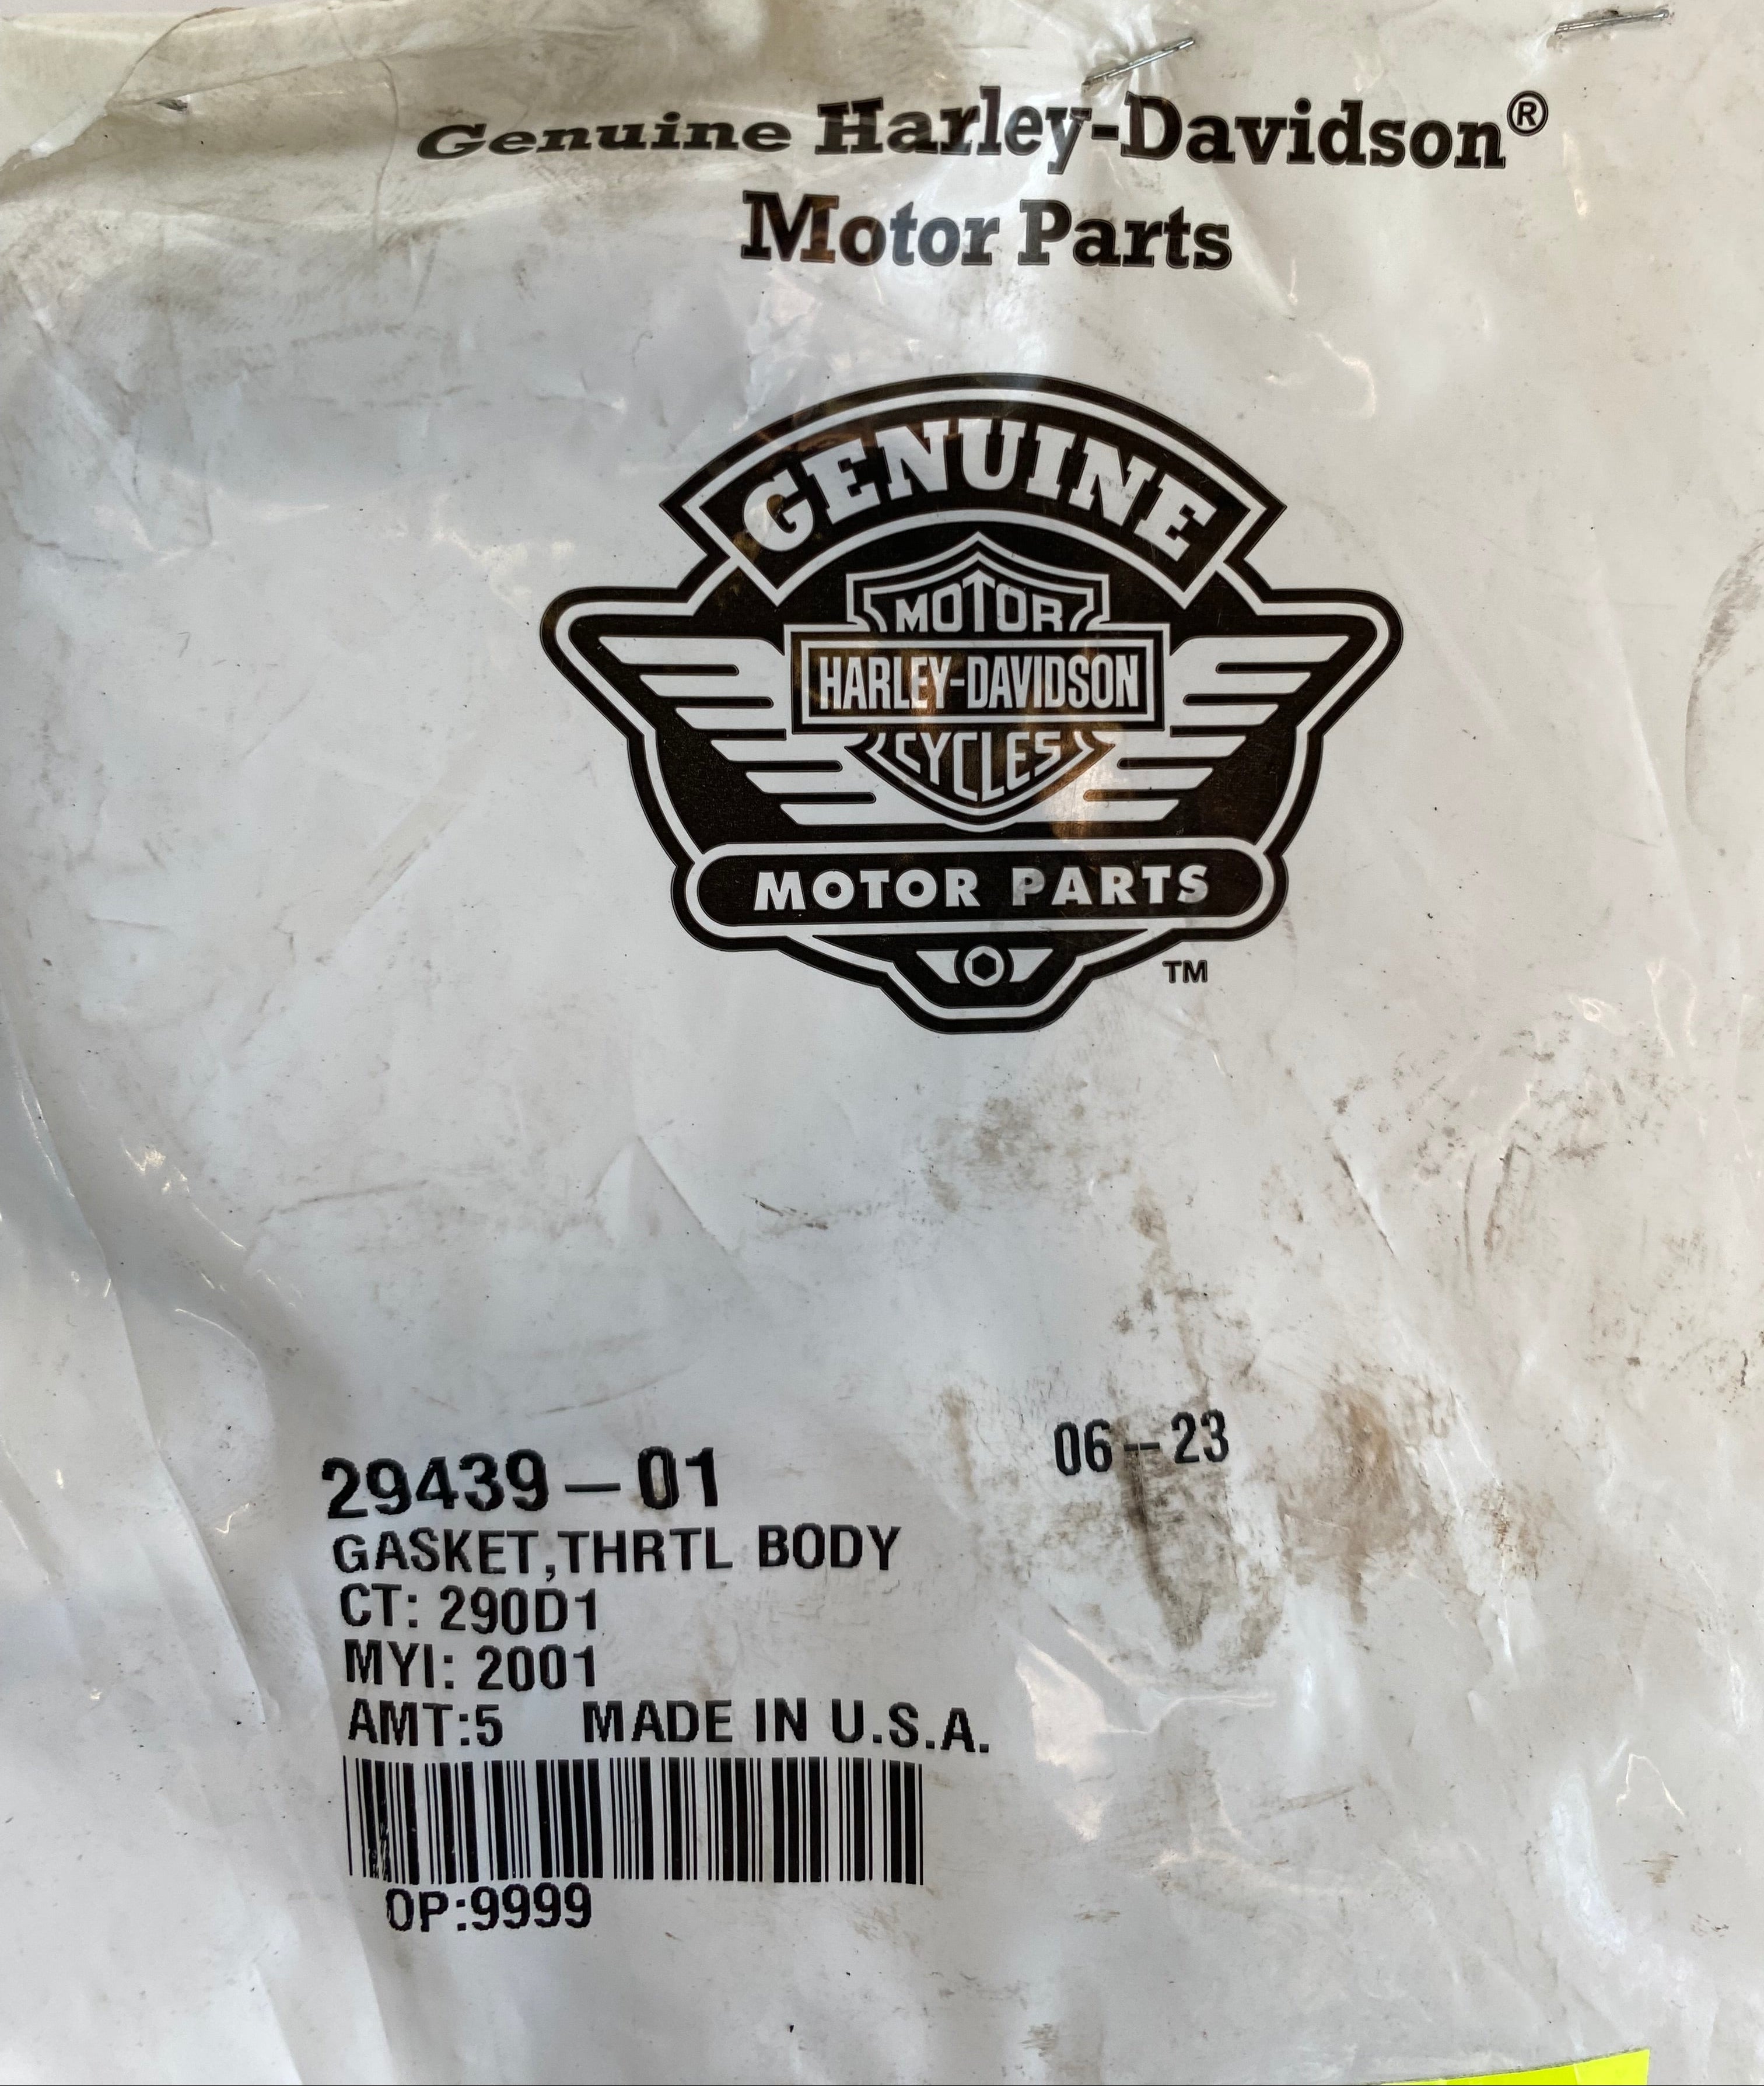 Genuine Harley-Davidson®
Motor Parts
GENUINE
MOTOR
HARLEY-DAVIDSON
CYCLES
MOTOR PARTS
TM
29439-01
06-23
GASKET,THRTL BODY
CT: 290D1
MYI: 2001
AMT:5 MADE IN U.S.A.
OP:9999